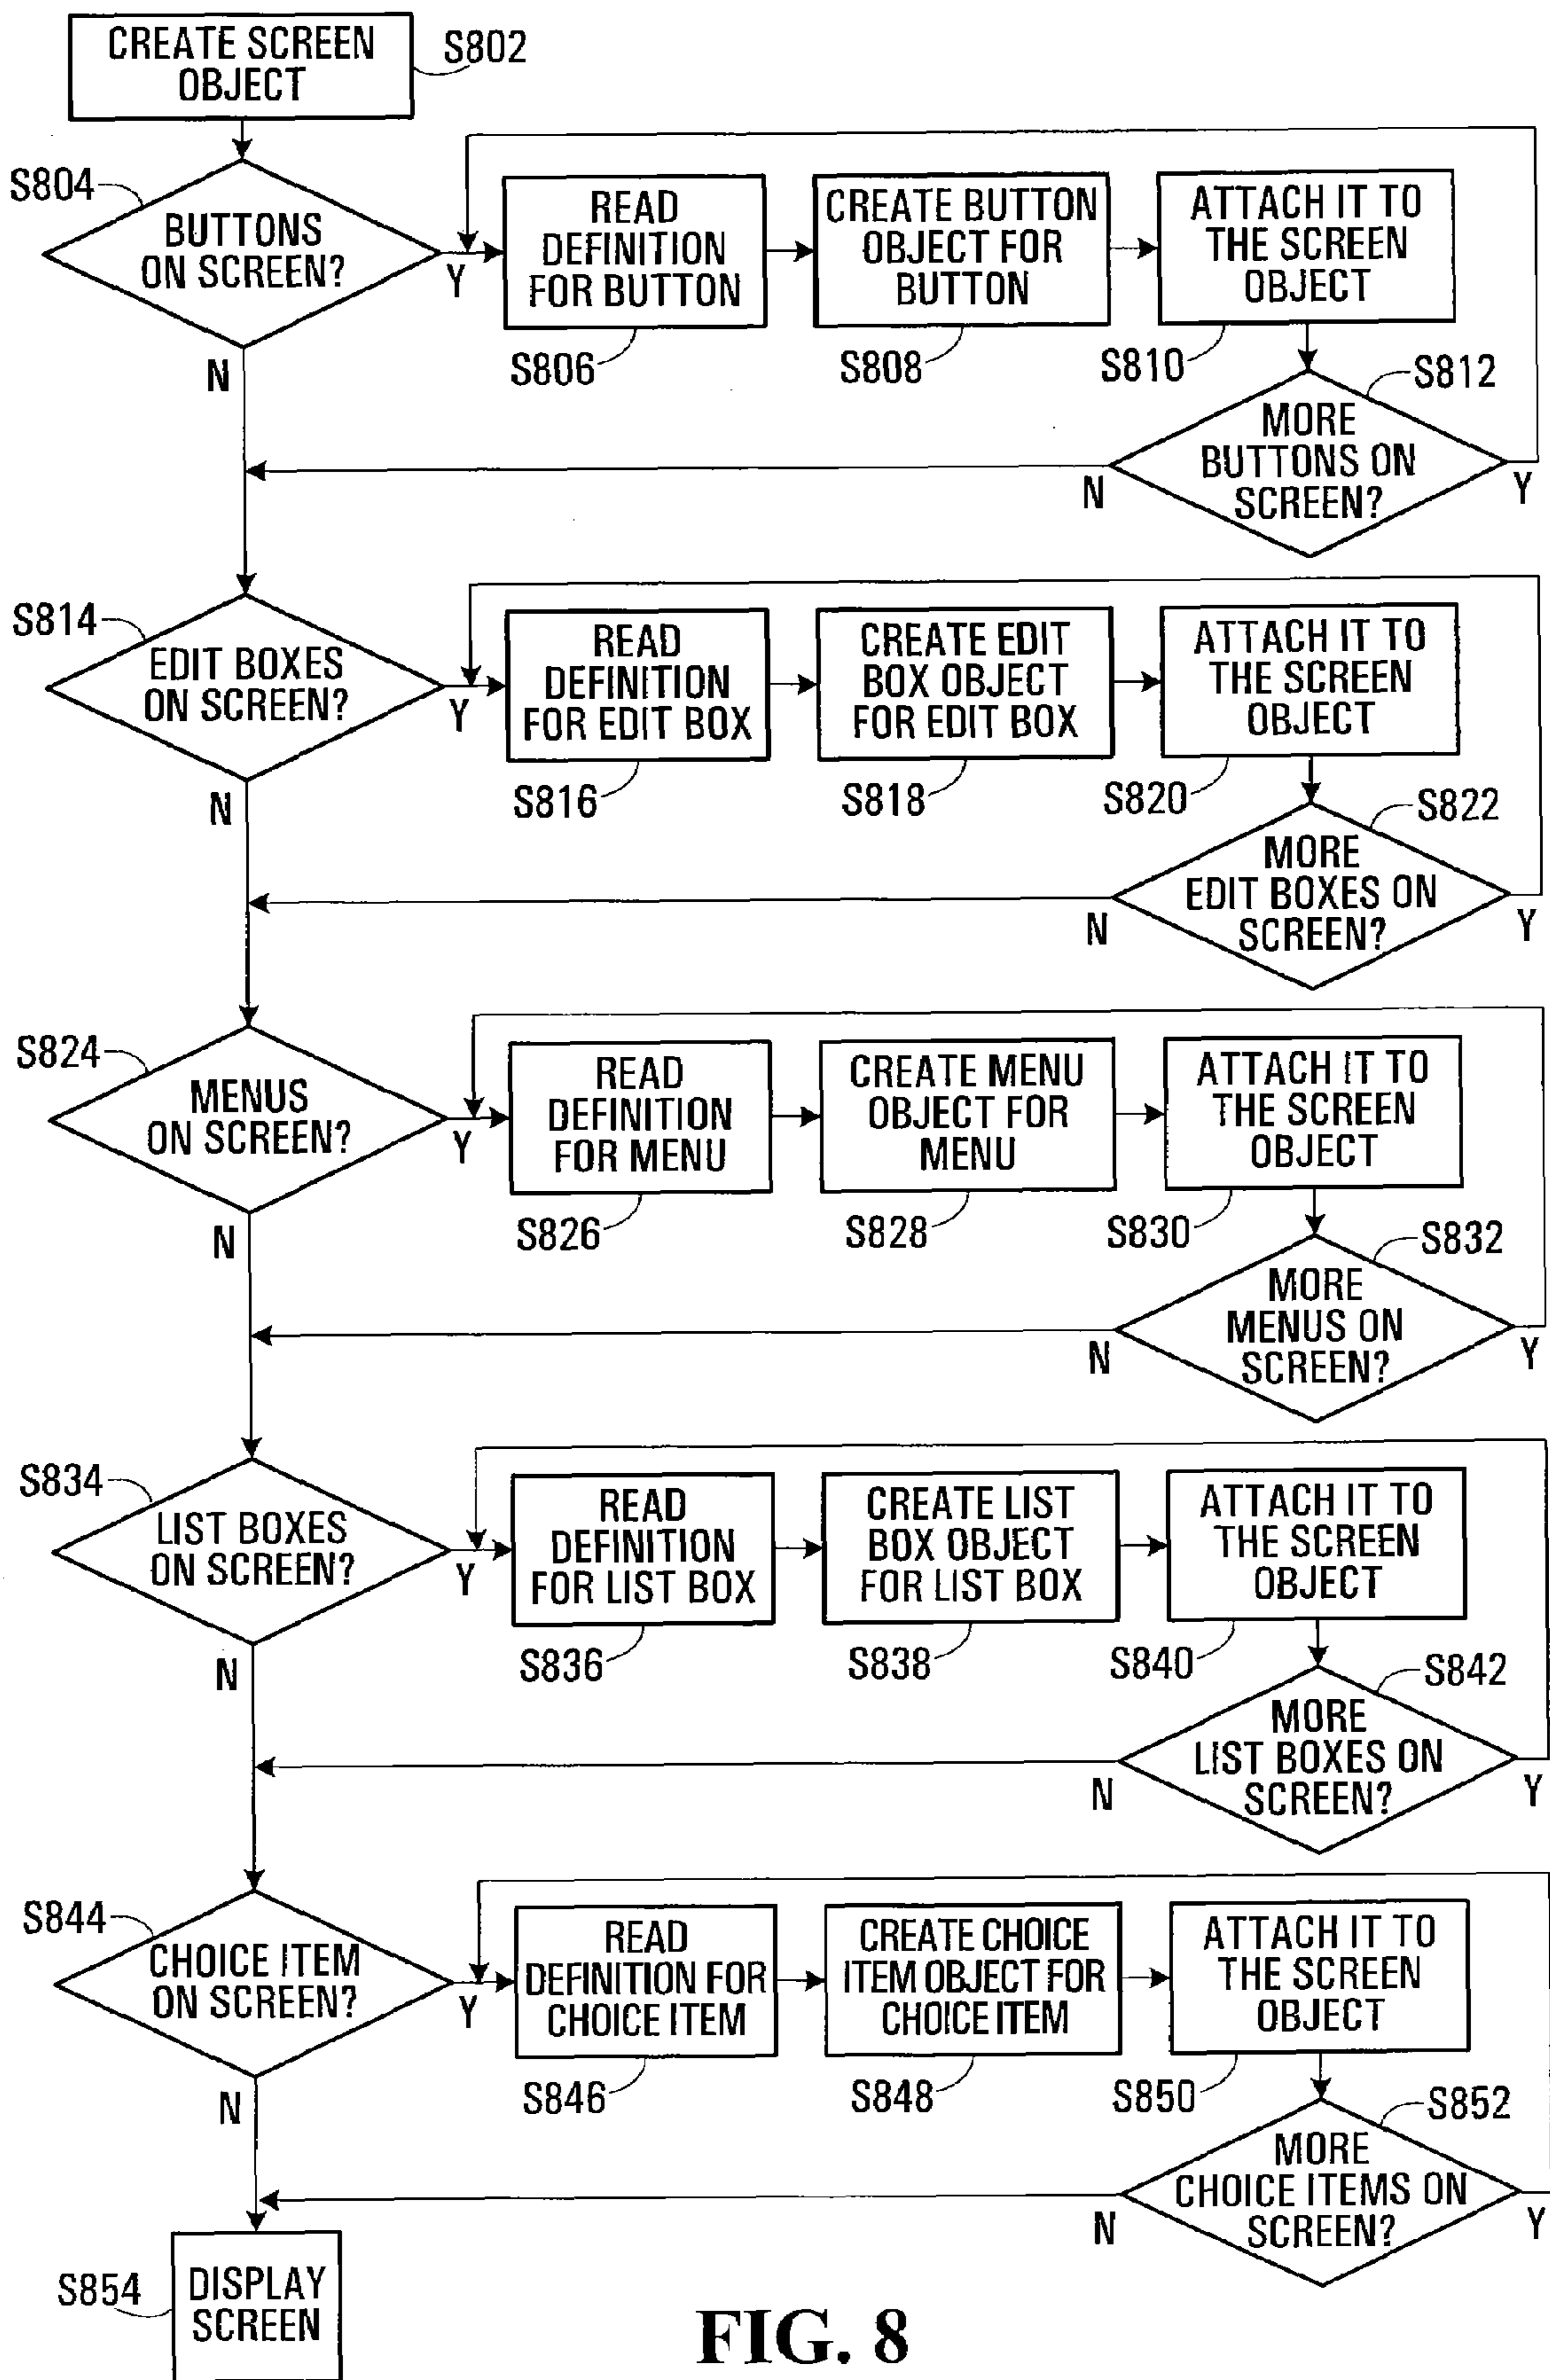 CREATE SCREEN
OBJECT
S802
S804
BUTTONS
ON SCREEN?
Y
N
READ
DEFINITION
FOR BUTTON
S806
CREATE BUTTON
OBJECT FOR
BUTTON
S808
ATTACH IT TO
THE SCREEN
OBJECT
S810
S812
MORE
BUTTONS ON
SCREEN?
N
Y
S814
EDIT BOXES
ON SCREEN?
Y
N
READ
DEFINITION
FOR EDIT BOX
S816
CREATE EDIT
BOX OBJECT
FOR EDIT BOX
S818
ATTACH IT TO
THE SCREEN
OBJECT
S820
S822
MORE
EDIT BOXES ON
SCREEN?
N
Y
S824
MENUS
ON SCREEN?
Y
N
READ
DEFINITION
FOR MENU
S826
CREATE MENU
OBJECT FOR
MENU
S828
ATTACH IT TO
THE SCREEN
OBJECT
S830
S832
MORE
MENUS ON
SCREEN?
N
Y
S834
LIST BOXES
ON SCREEN?
Y
N
READ
DEFINITION
FOR LIST BOX
S836
CREATE LIST
BOX OBJECT
FOR LIST BOX
S838
ATTACH IT TO
THE SCREEN
OBJECT
S840
S842
MORE
LIST BOXES ON
SCREEN?
N
Y
S844
CHOICE ITEM
ON SCREEN?
Y
N
READ
DEFINITION FOR
CHOICE ITEM
S846
CREATE CHOICE
ITEM OBJECT FOR
CHOICE ITEM
S848
ATTACH IT TO
THE SCREEN
OBJECT
S850
S852
MORE
CHOICE ITEMS ON
SCREEN?
N
Y
S854
DISPLAY
SCREEN
FIG. 8